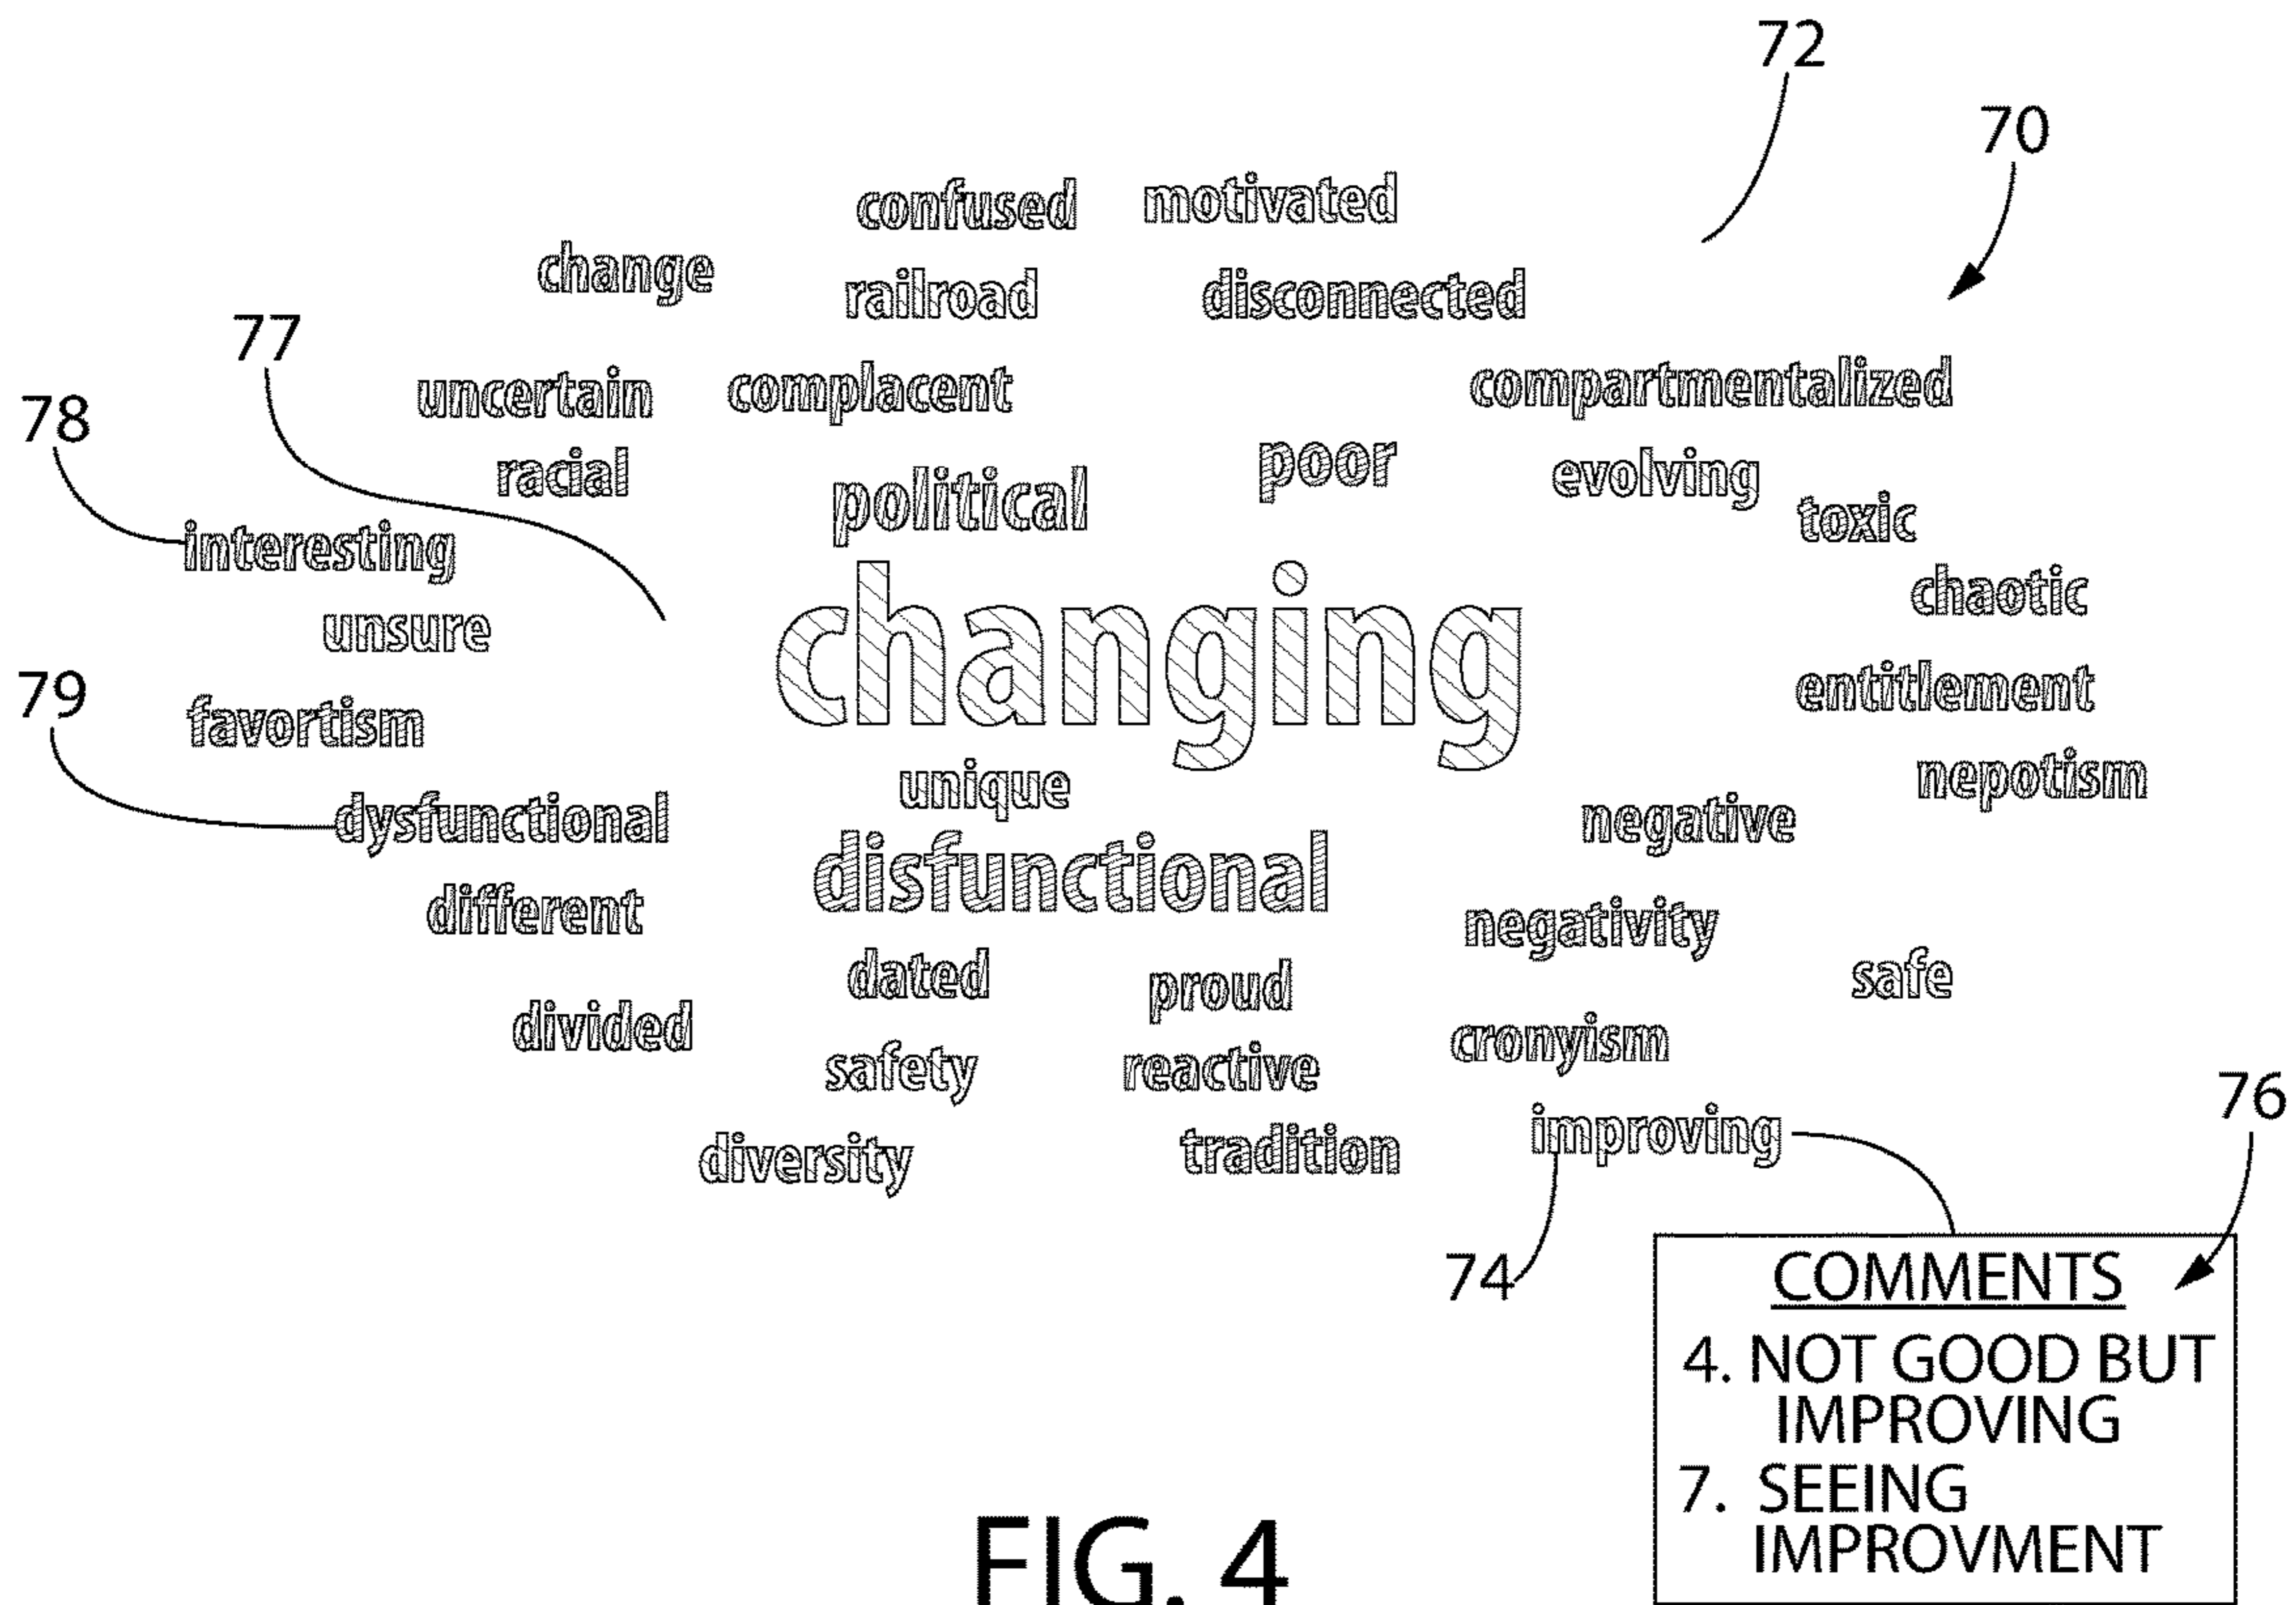 72
70
confused motivated
change railroad disconnected
77
uncertain complacent compartmentalized
78
racial political poor evolving
toxic
interesting
chaotic
unsure changing
entitlement
79
favortism
nepotism
unique
dysfunctional negative
disfunctional
different negativity
dated proud safe
divided cronyism
safety reactive
76
diversity tradition improving
74
COMMENTS
4. NOT GOOD BUT
IMPROVING
7. SEEING
IMPROVMENT
FIG. 4